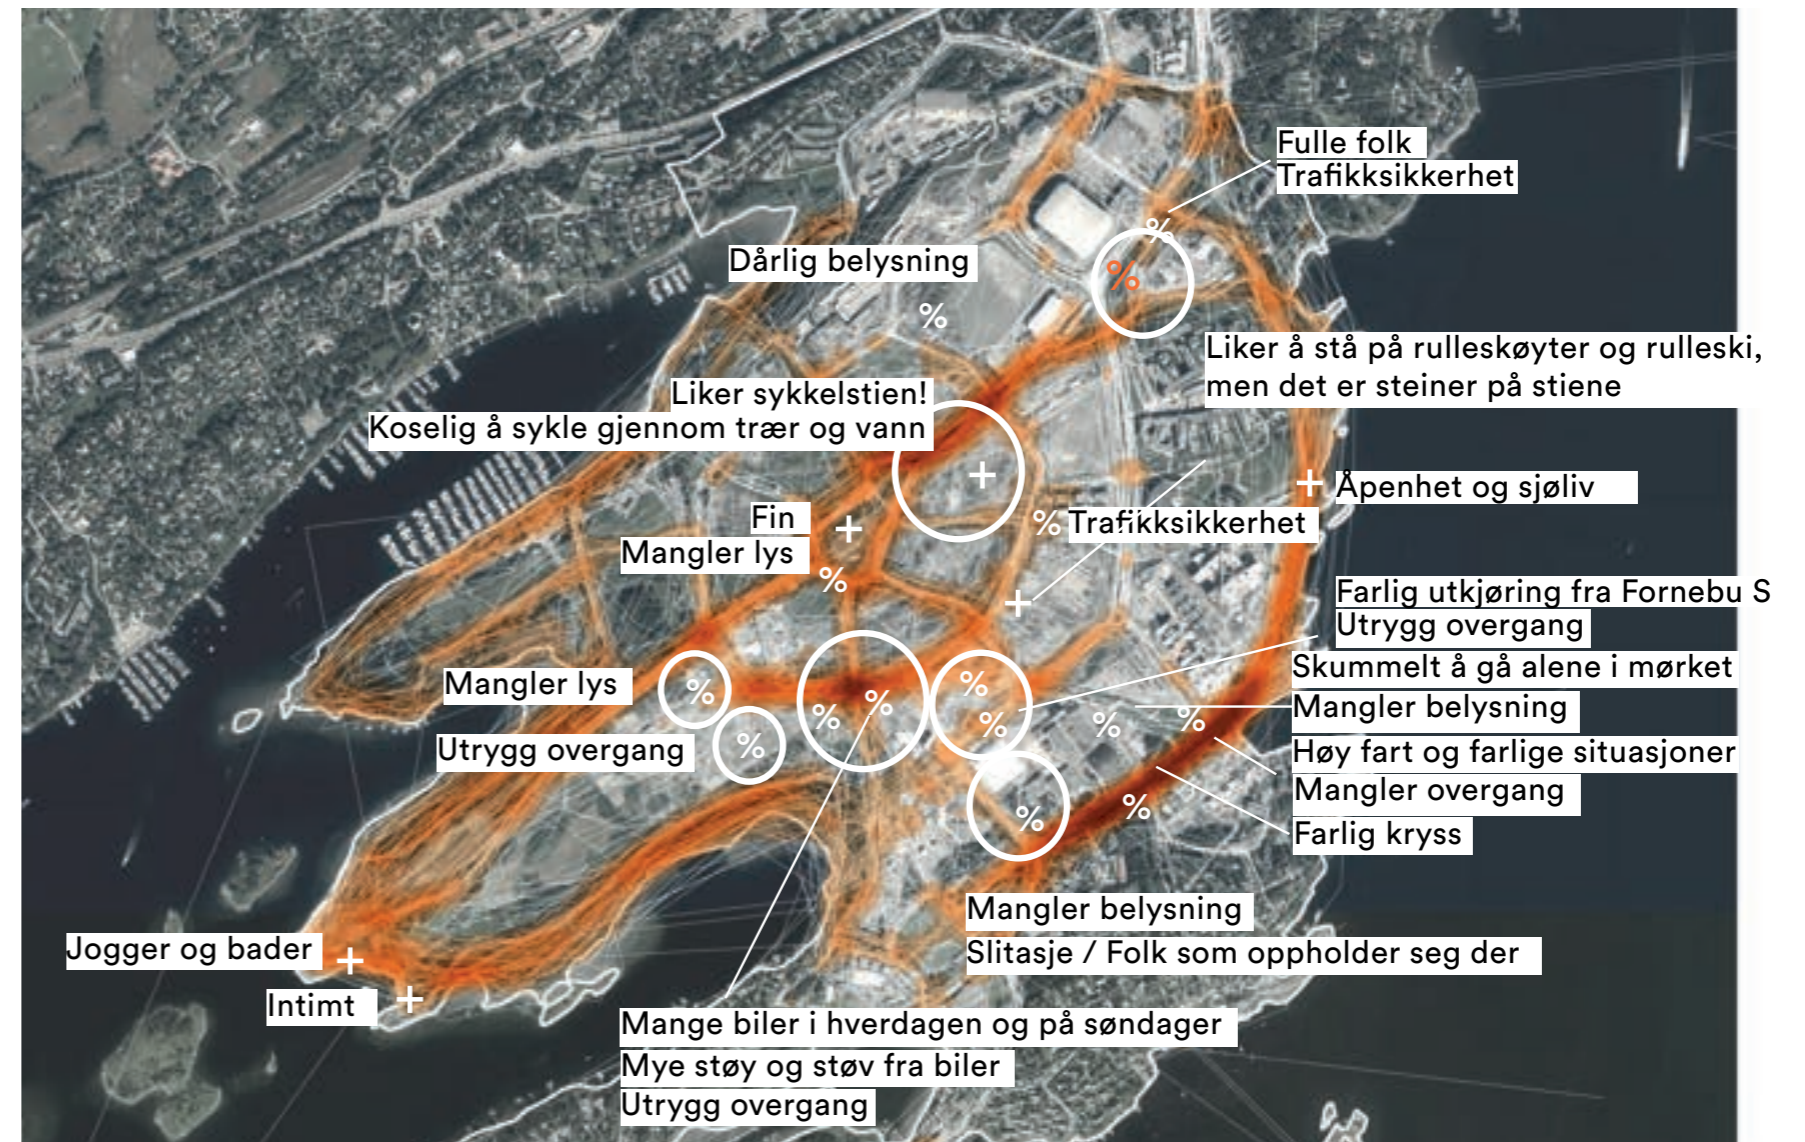 Fulle folk
Trafikksikkerhet
%
Dårlig belysning
%
%
Liker å stå på rulleskøyter og rulleski,
men det er steiner på stiene
Liker sykkelstien!
Koselig å sykle gjennom trær og vann
+
+ Åpenhet og sjøliv
Fin +
% Trafikksikkerhet
Mangler lys
%
+
Farlig utkjøring fra Fornebu S
Utrygg overgang
Skummelt å gå alene i mørket
Mangler lys
%
%
%
%
%
Mangler belysning
%
%
Utrygg overgang
%
Høy fart og farlige situasjoner
Mangler overgang
%
%
Farlig kryss
Mangler belysning
Slitasje / Folk som oppholder seg der
Jogger og bader +
Intimt +
Mange biler i hverdagen og på søndager
Mye støy og støv fra biler
Utrygg overgang